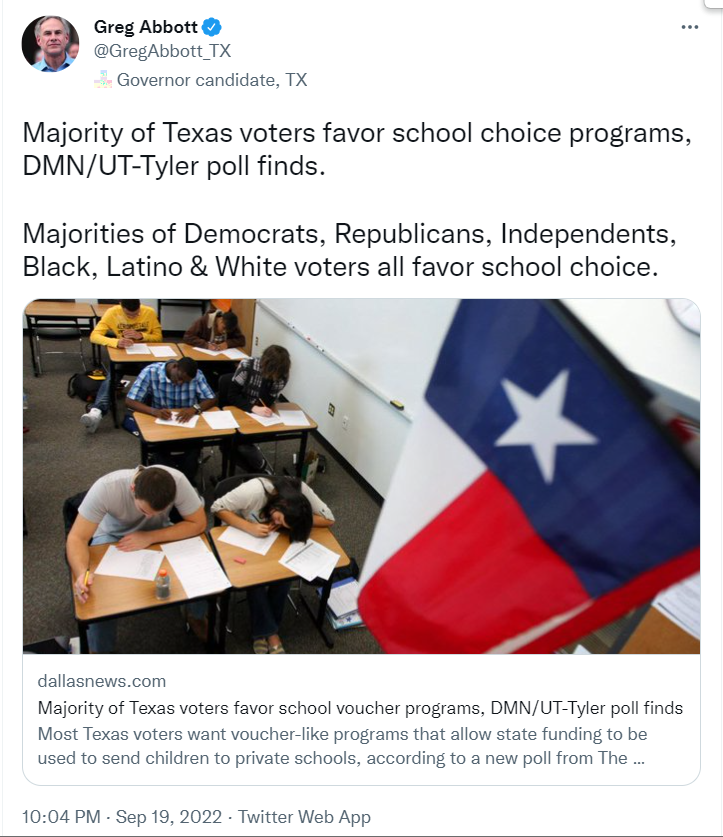 Greg Abbott
@GregAbbott_TX
Governor candidate, TX
Majority of Texas voters favor school choice programs,
DMN/UT-Tyler poll finds.
Majorities of Democrats, Republicans, Independents,
Black, Latino & White voters all favor school choice.
dallasnews.com
Majority of Texas voters favor school voucher programs, DMN/UT-Tyler poll finds
Most Texas voters want voucher-like programs that allow state funding to be
used to send children to private schools, according to a new poll from The ...
10:04 PM · Sep 19, 2022 · Twitter Web App